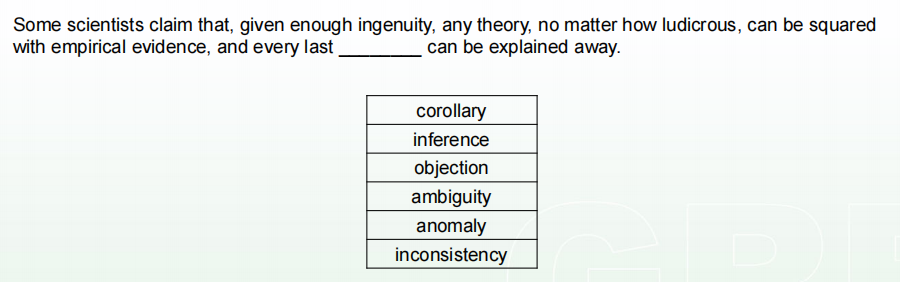 Some scientists claim that, given enough ingenuity, any theory, no matter how ludicrous, can be squared
with empirical evidence, and every last ________ can be explained away.
corollary
inference
objection
ambiguity
anomaly
inconsistency